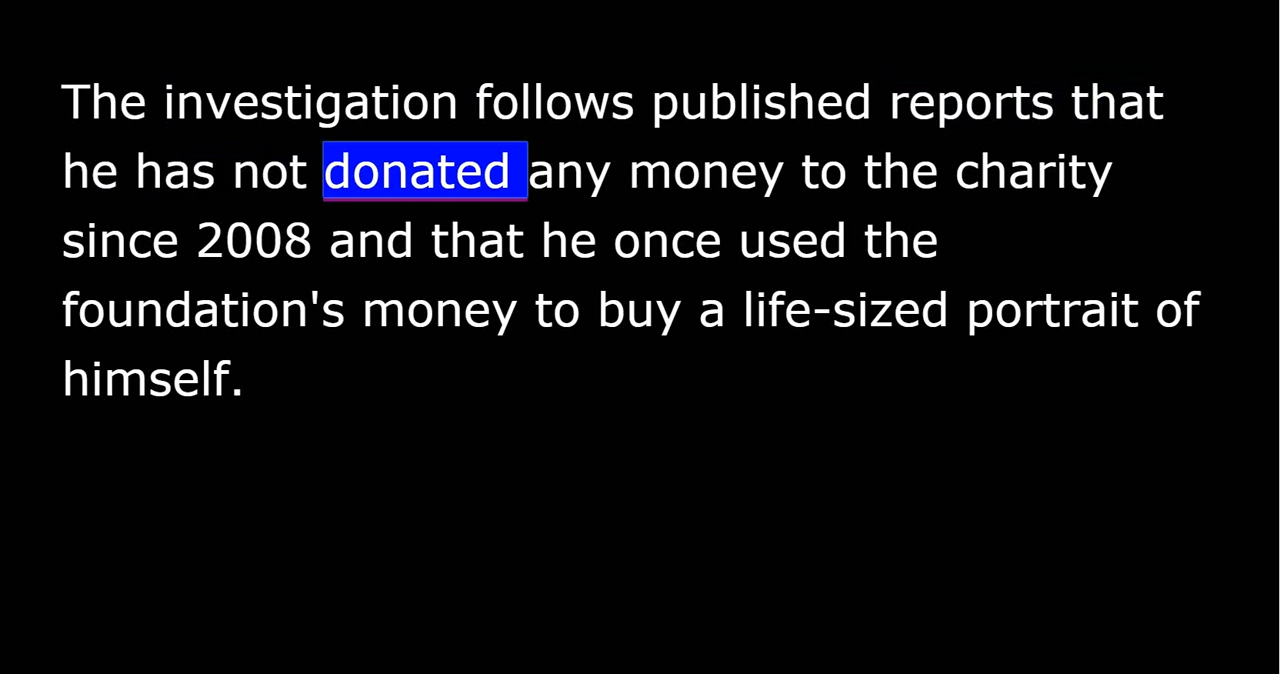 The investigation follows published reports that
he has not donated any money to the charity
since 2008 and that he once used the
foundation's money to buy a life-sized portrait of
himself.